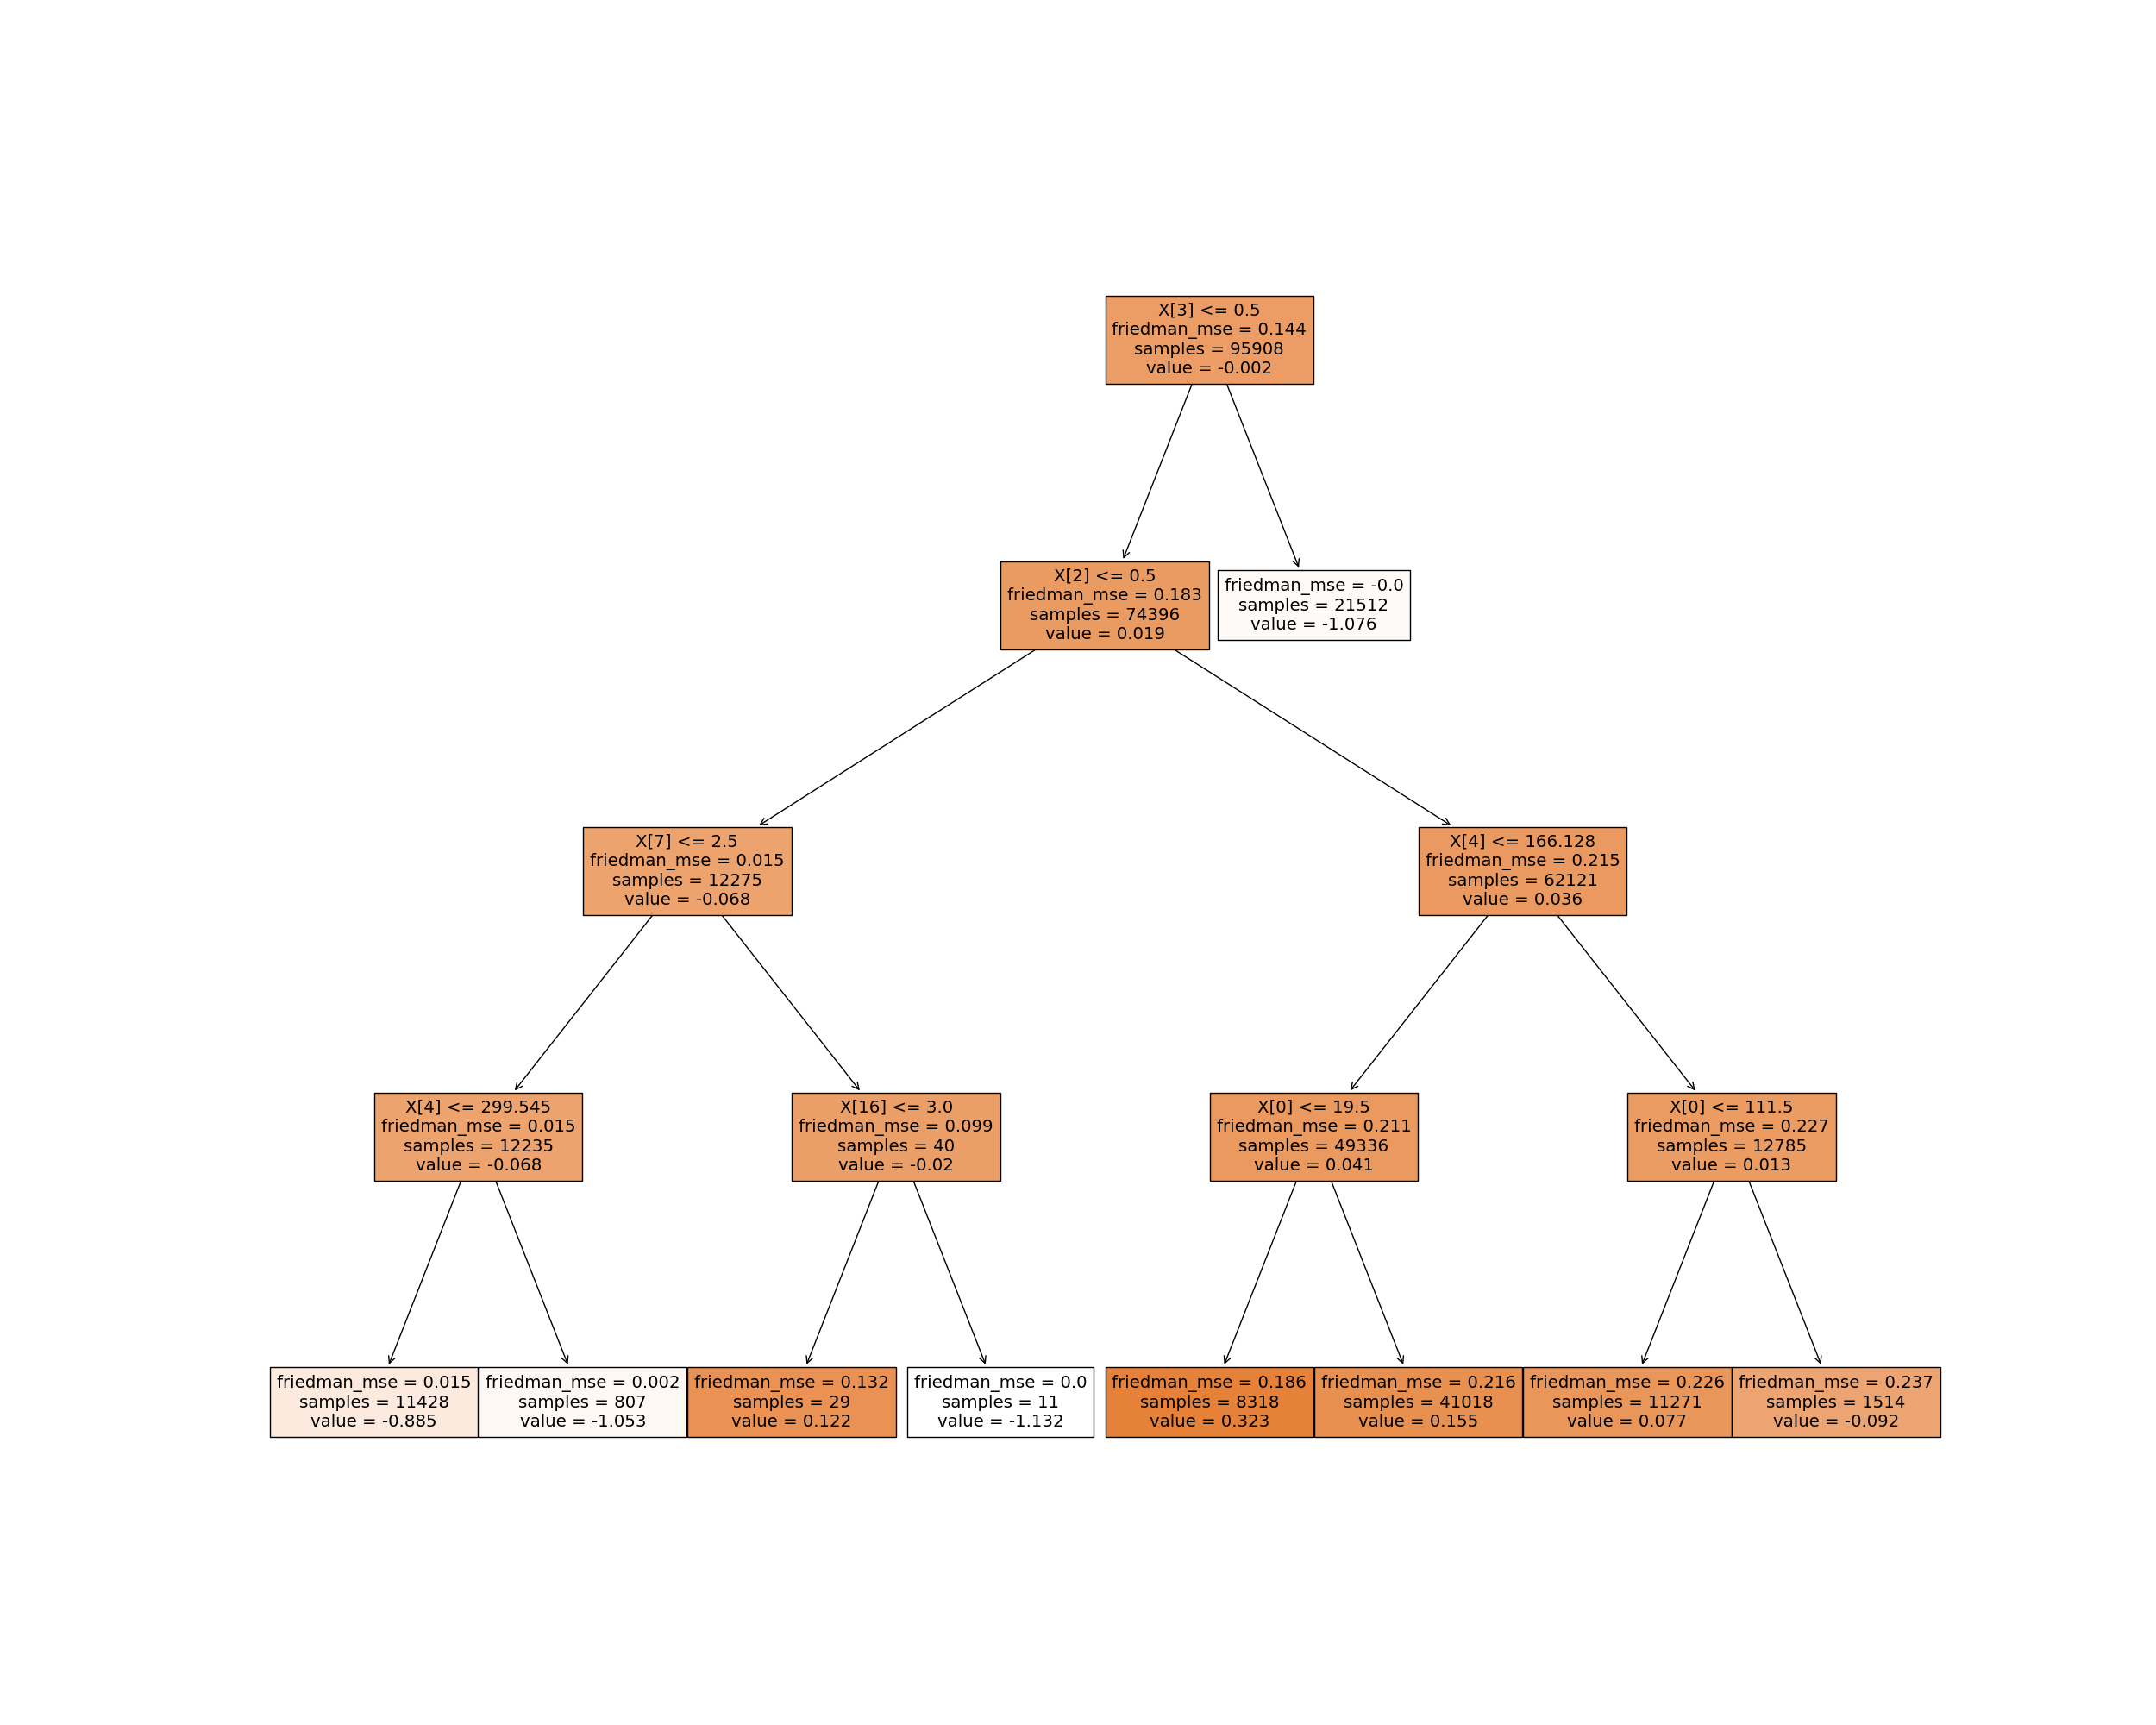 X[3] <= 0.5
friedman_mse = 0.144
samples = 95908
value = -0.002
X[2] <= 0.5
friedman_mse = 0.183
samples = 74396
value = 0.019
friedman_mse = -0.0
samples = 21512
value = -1.076
X[7] <= 2.5
friedman_mse = 0.015
samples = 12275
value = -0.068
X[4] <= 166.128
friedman_mse = 0.215
samples = 62121
value = 0.036
X[4] <= 299.545
friedman_mse = 0.015
samples = 12235
value = -0.068
X[16] <= 3.0
friedman_mse = 0.099
samples = 40
value = -0.02
X[0] <= 19.5
friedman_mse = 0.211
samples = 49336
value = 0.041
X[0] <= 111.5
friedman_mse = 0.227
samples = 12785
value = 0.013
friedman_mse = 0.015
samples = 11428
value = -0.885
friedman_mse = 0.002
samples = 807
value = -1.053
friedman_mse = 0.132
samples = 29
value = 0.122
friedman_mse = 0.0
samples = 11
value = -1.132
friedman_mse = 0.186
samples = 8318
value = 0.323
friedman_mse = 0.216
samples = 41018
value = 0.155
friedman_mse = 0.226
samples = 11271
value = 0.077
friedman_mse = 0.237
samples = 1514
value = -0.092